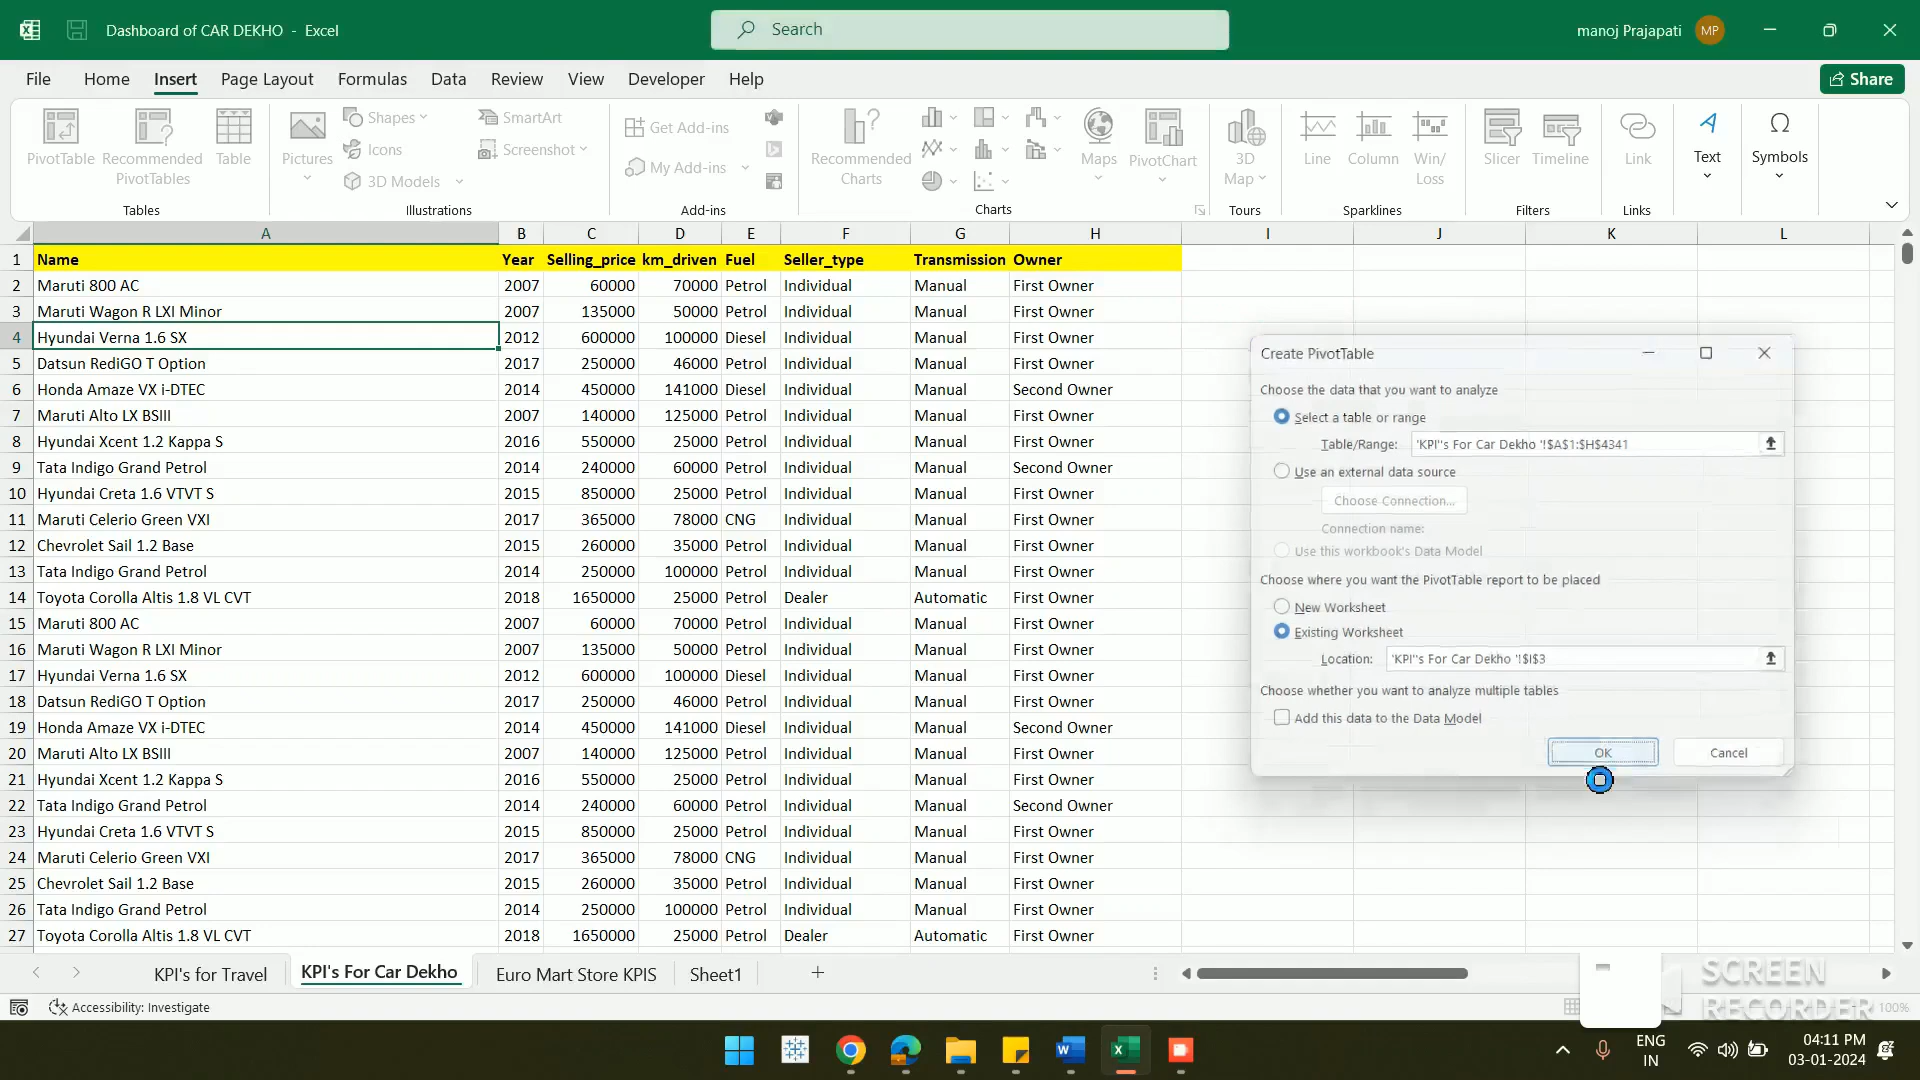 Dashboard of CAR DEKHO - Excel
Search
manoj Prajapati MP
File Home Insert Page Layout Formulas Data Review View Developer Help
Share
PivotTable
Recommended PivotTables
Table
Tables
Pictures
Shapes
Icons
3D Models
SmartArt
Screenshot
Illustrations
Get Add-ins
My Add-ins
Add-ins
Recommended Charts
Maps
PivotChart
Charts
3D Map
Tours
Line
Column
Win/ Loss
Sparklines
Slicer
Timeline
Filters
Link
Links
Text
Symbols
A B C D E F G H I J K L
1 Name Year Selling_price km_driven Fuel Seller_type Transmission Owner
2 Maruti 800 AC 2007 60000 70000 Petrol Individual Manual First Owner
3 Maruti Wagon R LXI Minor 2007 135000 50000 Petrol Individual Manual First Owner
4 Hyundai Verna 1.6 SX 2012 600000 100000 Diesel Individual Manual First Owner
5 Datsun RediGO T Option 2017 250000 46000 Petrol Individual Manual First Owner
6 Honda Amaze VX i-DTEC 2014 450000 141000 Diesel Individual Manual Second Owner
7 Maruti Alto LX BSIII 2007 140000 125000 Petrol Individual Manual First Owner
8 Hyundai Xcent 1.2 Kappa S 2016 550000 25000 Petrol Individual Manual First Owner
9 Tata Indigo Grand Petrol 2014 240000 60000 Petrol Individual Manual Second Owner
10 Hyundai Creta 1.6 VTVT S 2015 850000 25000 Petrol Individual Manual First Owner
11 Maruti Celerio Green VXI 2017 365000 78000 CNG Individual Manual First Owner
12 Chevrolet Sail 1.2 Base 2015 260000 35000 Petrol Individual Manual First Owner
13 Tata Indigo Grand Petrol 2014 250000 100000 Petrol Individual Manual First Owner
14 Toyota Corolla Altis 1.8 VL CVT 2018 1650000 25000 Petrol Dealer Automatic First Owner
15 Maruti 800 AC 2007 60000 70000 Petrol Individual Manual First Owner
16 Maruti Wagon R LXI Minor 2007 135000 50000 Petrol Individual Manual First Owner
17 Hyundai Verna 1.6 SX 2012 600000 100000 Diesel Individual Manual First Owner
18 Datsun RediGO T Option 2017 250000 46000 Petrol Individual Manual First Owner
19 Honda Amaze VX i-DTEC 2014 450000 141000 Diesel Individual Manual Second Owner
20 Maruti Alto LX BSIII 2007 140000 125000 Petrol Individual Manual First Owner
21 Hyundai Xcent 1.2 Kappa S 2016 550000 25000 Petrol Individual Manual First Owner
22 Tata Indigo Grand Petrol 2014 240000 60000 Petrol Individual Manual Second Owner
23 Hyundai Creta 1.6 VTVT S 2015 850000 25000 Petrol Individual Manual First Owner
24 Maruti Celerio Green VXI 2017 365000 78000 CNG Individual Manual First Owner
25 Chevrolet Sail 1.2 Base 2015 260000 35000 Petrol Individual Manual First Owner
26 Tata Indigo Grand Petrol 2014 250000 100000 Petrol Individual Manual First Owner
27 Toyota Corolla Altis 1.8 VL CVT 2018 1650000 25000 Petrol Dealer Automatic First Owner
Create PivotTable
Choose the data that you want to analyze
Select a table or range
Table/Range: 'KPI''s For Car Dekho '!$A$1:$H$4341
Use an external data source
Choose Connection...
Connection name:
Use this workbook's Data Model
Choose where you want the PivotTable report to be placed
New Worksheet
Existing Worksheet
Location: 'KPI''s For Car Dekho '!$I$3
Choose whether you want to analyze multiple tables
Add this data to the Data Model
OK Cancel
KPI's for Travel KPI's For Car Dekho Euro Mart Store KPIS Sheet1
Accessibility: Investigate
100%
SCREEN
RECORDER
ENG
IN
04:11 PM
03-01-2024